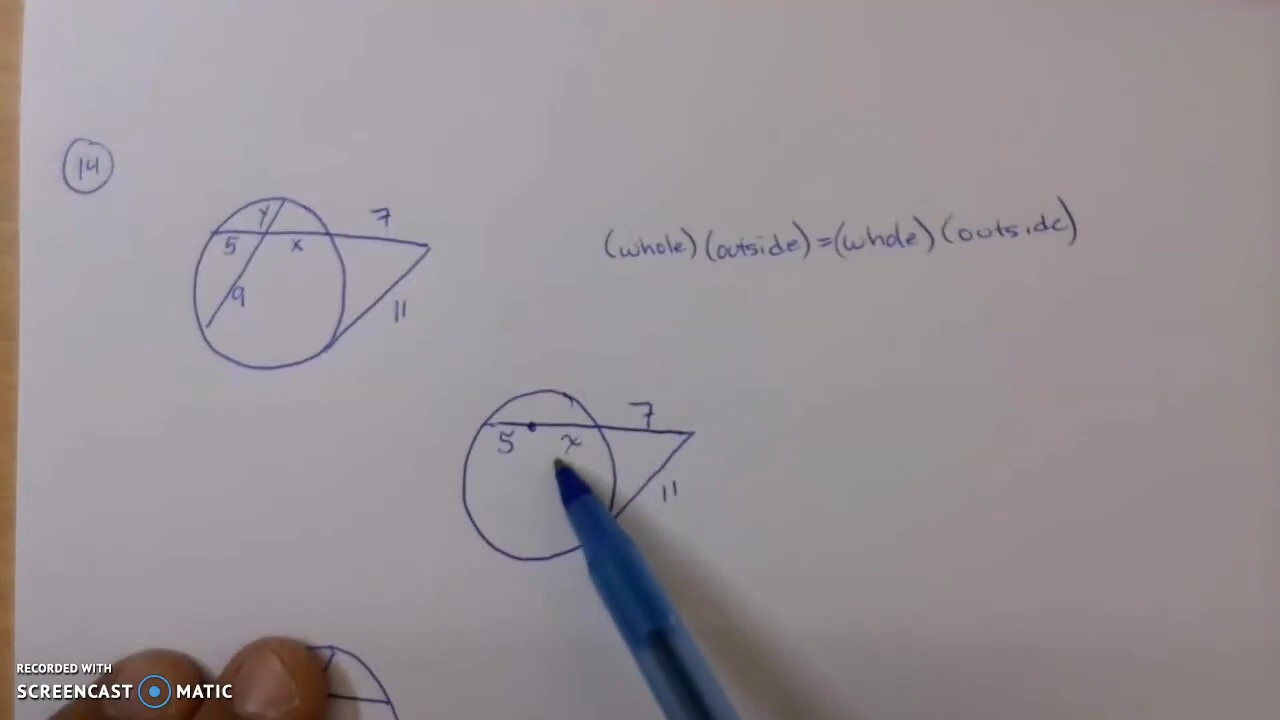 14
y
7
5
x
9
11
(whole)(outside)=(whole)(outside)
7
5
x
11
RECORDED WITH
SCREENCAST MATIC